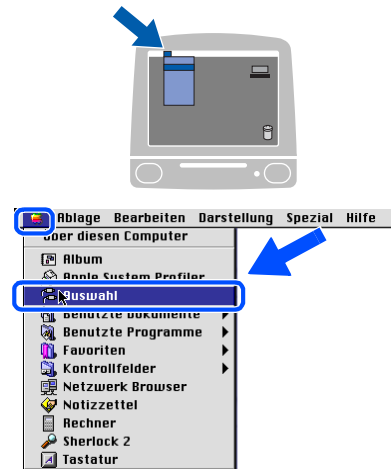 Ablage Bearbeiten Darstellung Spezial Hilfe
Über diesen Computer
Album
Apple System Profiler
Auswahl
Benutzte Dokumente
Benutzte Programme
Favoriten
Kontrollfelder
Netzwerk Browser
Notizzettel
Rechner
Sherlock 2
Tastatur